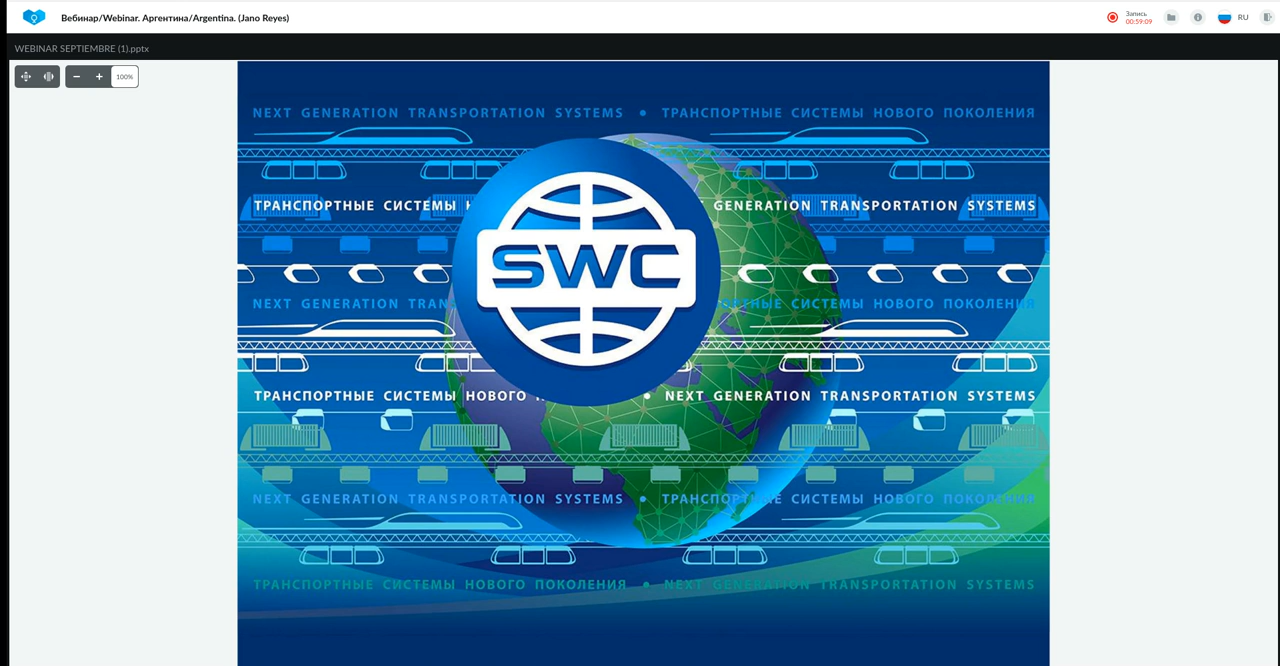 Вебинар/Webinar. Аргентина/Argentina. (Jano Reyes)
Запись
00:59:09
RU
WEBINAR SEPTIEMBRE (1).pptx
100%
NEXT GENERATION TRANSPORTATION SYSTEMS • ТРАНСПОРТНЫЕ СИСТЕМЫ НОВОГО ПОКОЛЕНИЯ
ТРАНСПОРТНЫЕ СИСТЕМЫ GENERATION TRANSPORTATION SYSTEMS
SWC
NEXT GENERATION СИСТЕМЫ НОВОГО ПОКОЛЕНИЯ
ТРАНСПОРТНЫЕ СИСТЕМЫ НОВОГО • NEXT GENERATION TRANSPORTATION SYSTEMS
NEXT GENERATION TRANSPORTATION SYSTEMS • ТРАНСПОРТНЫЕ СИСТЕМЫ НОВОГО ПОКОЛЕНИЯ
ТРАНСПОРТНЫЕ СИСТЕМЫ НОВОГО ПОКОЛЕНИЯ • NEXT GENERATION TRANSPORTATION SYSTEMS